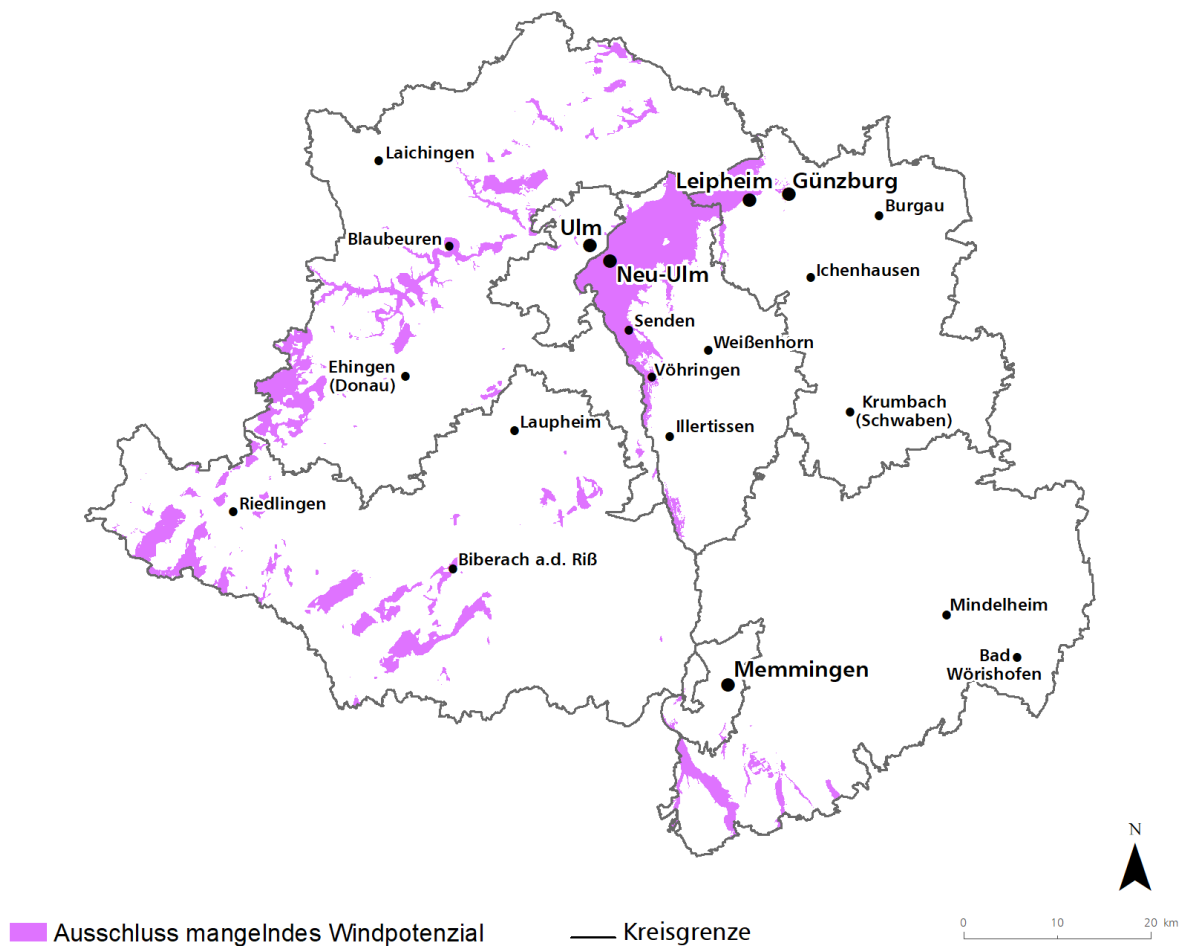 Laichingen
Leipheim
Günzburg
Burgau
Ulm
Blaubeuren
Neu-Ulm
Ichenhausen
Senden
Weißenhorn
Ehingen
(Donau)
Vöhringen
Krumbach
(Schwaben)
Laupheim
Illertissen
Riedlingen
Biberach a.d. Riß
Mindelheim
Bad
Wörishofen
Memmingen
N
Ausschluss mangelndes Windpotenzial
Kreisgrenze
0 10 20 km